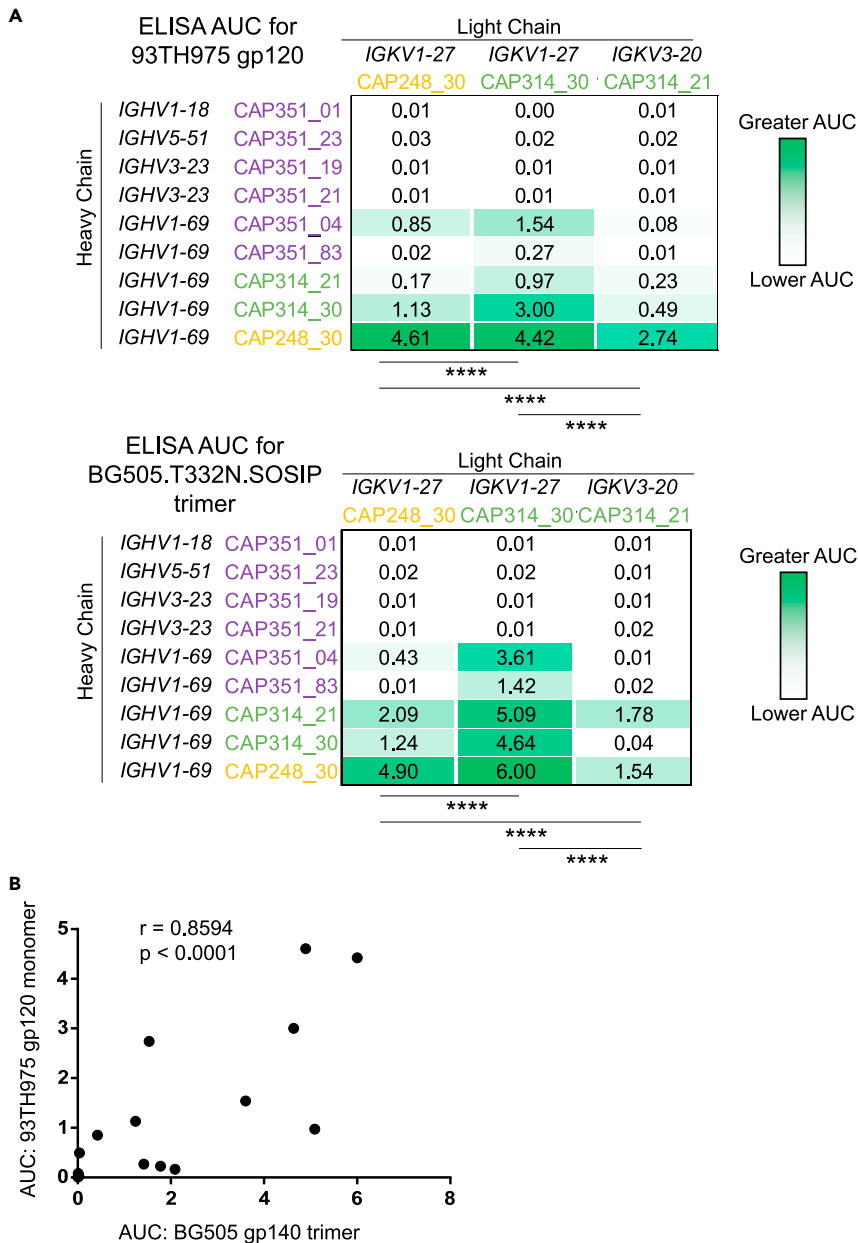 A
ELISA AUC for
93TH975 gp120
Light Chain
IGKV1-27 IGKV1-27 IGKV3-20
CAP248_30 CAP314_30 CAP314_21
Heavy Chain
IGHV1-18 CAP351_01 0.01 0.00 0.01
IGHV5-51 CAP351_23 0.03 0.02 0.02
IGHV3-23 CAP351_19 0.01 0.01 0.01
IGHV3-23 CAP351_21 0.01 0.01 0.01
IGHV1-69 CAP351_04 0.85 1.54 0.08
IGHV1-69 CAP351_83 0.02 0.27 0.01
IGHV1-69 CAP314_21 0.17 0.97 0.23
IGHV1-69 CAP314_30 1.13 3.00 0.49
IGHV1-69 CAP248_30 4.61 4.42 2.74
Greater AUC
Lower AUC
****
****
****
ELISA AUC for
BG505.T332N.SOSIP
trimer
Light Chain
IGKV1-27 IGKV1-27 IGKV3-20
CAP248_30 CAP314_30 CAP314_21
Heavy Chain
IGHV1-18 CAP351_01 0.01 0.01 0.01
IGHV5-51 CAP351_23 0.02 0.02 0.01
IGHV3-23 CAP351_19 0.01 0.01 0.01
IGHV3-23 CAP351_21 0.01 0.01 0.02
IGHV1-69 CAP351_04 0.43 3.61 0.01
IGHV1-69 CAP351_83 0.01 1.42 0.02
IGHV1-69 CAP314_21 2.09 5.09 1.78
IGHV1-69 CAP314_30 1.24 4.64 0.04
IGHV1-69 CAP248_30 4.90 6.00 1.54
Greater AUC
Lower AUC
****
****
****
B
AUC: 93TH975 gp120 monomer
r = 0.8594
p < 0.0001
5
4
3
2
1
0
0 2 4 6 8
AUC: BG505 gp140 trimer